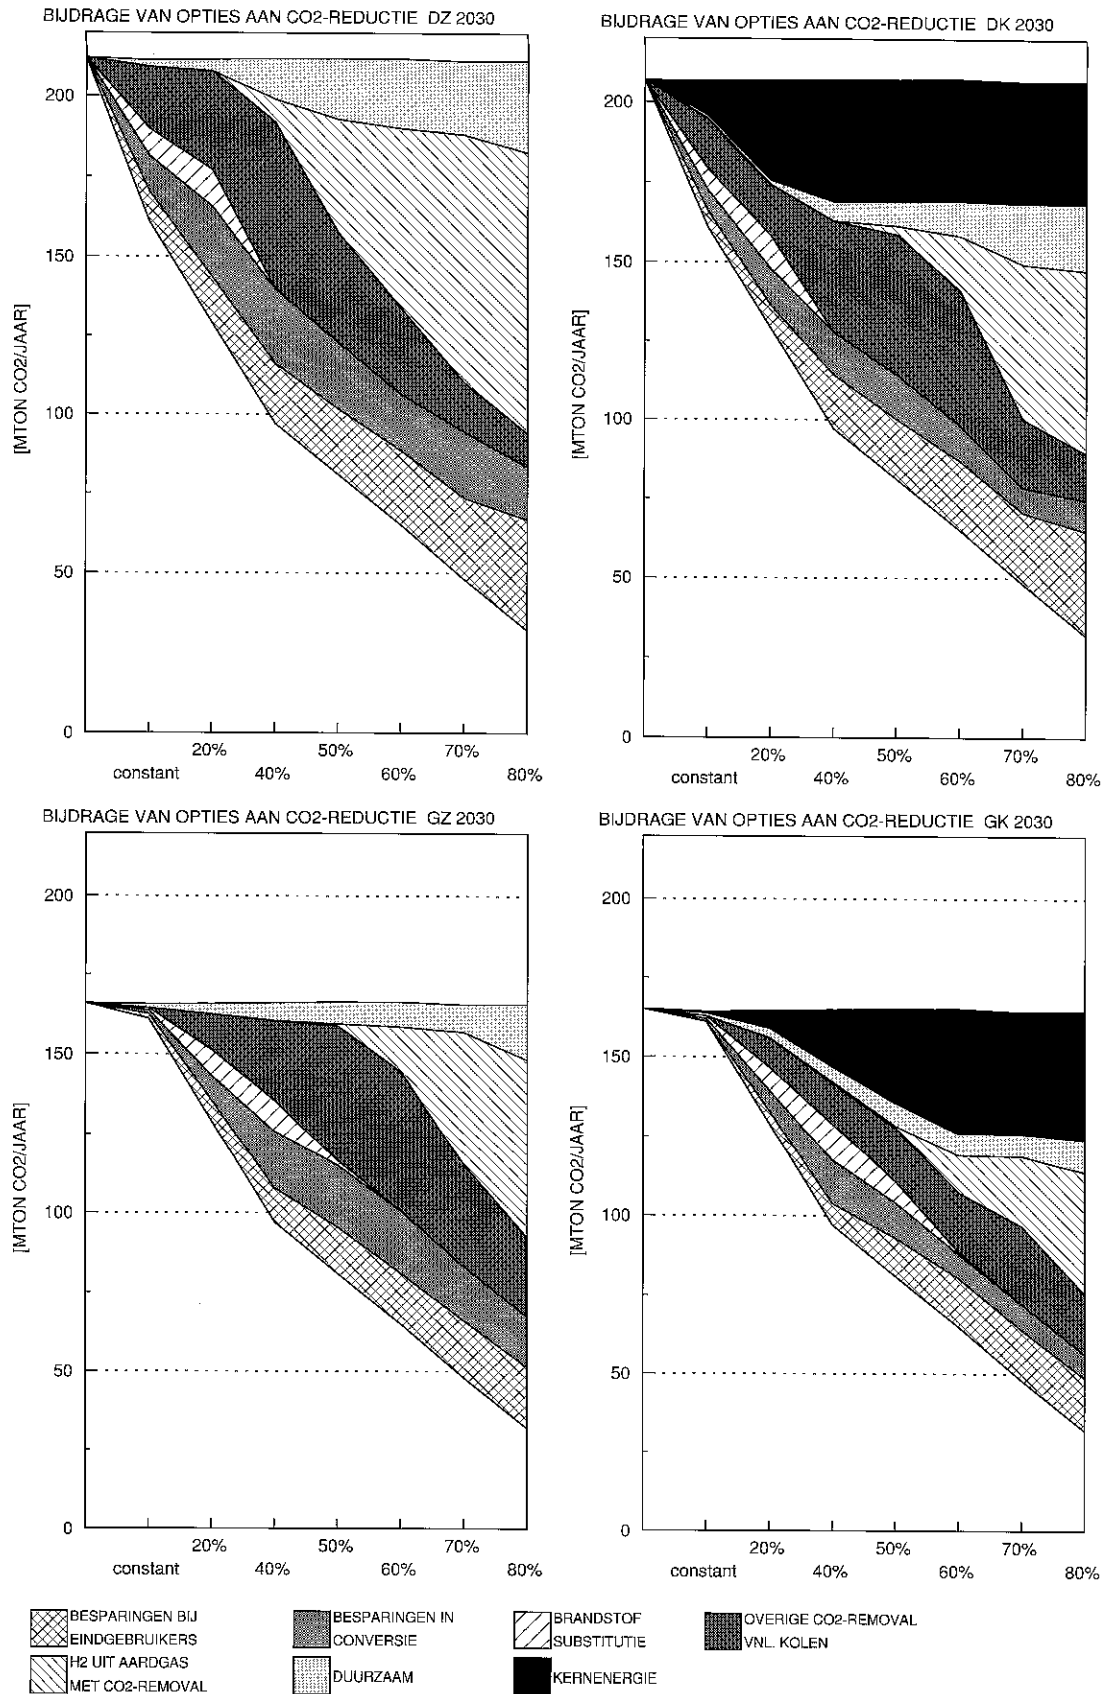 BIJDRAGE VAN OPTIES AAN CO2-REDUCTIE DZ 2030
200
150
100
50
0
[MTON CO2/JAAR]
20% 50% 70%
constant 40% 60% 80%
BIJDRAGE VAN OPTIES AAN CO2-REDUCTIE DK 2030
200
150
100
50
0
[MTON CO2/JAAR]
20% 50% 70%
constant 40% 60% 80%
BIJDRAGE VAN OPTIES AAN CO2-REDUCTIE GZ 2030
200
150
100
50
0
[MTON CO2/JAAR]
20% 50% 70%
constant 40% 60% 80%
BIJDRAGE VAN OPTIES AAN CO2-REDUCTIE GK 2030
200
150
100
50
0
[MTON CO2/JAAR]
20% 50% 70%
constant 40% 60% 80%
BESPARINGEN BIJ
EINDGEBRUIKERS
BESPARINGEN IN
CONVERSIE
BRANDSTOF
SUBSTITUTIE
OVERIGE CO2-REMOVAL
VNL. KOLEN
H2 UIT AARDGAS
MET CO2-REMOVAL
DUURZAAM
KERNENERGIE